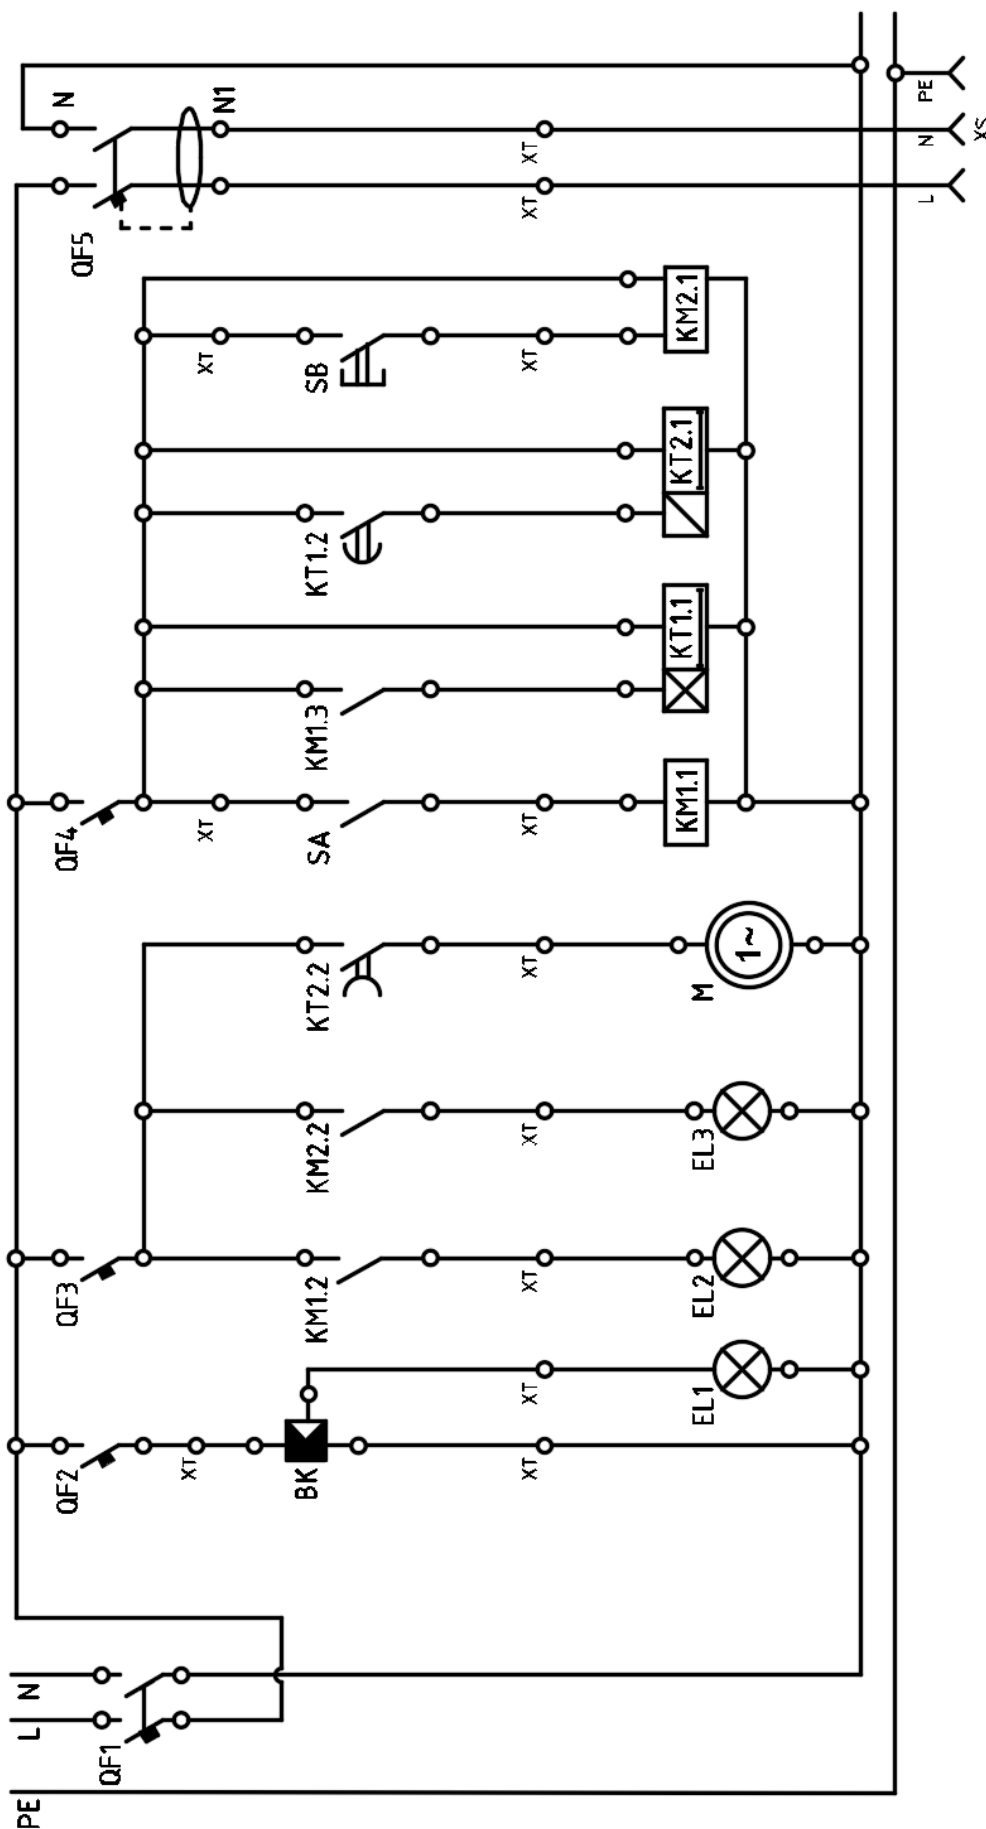 PE
L
N
QF1
QF2
XT
BK
XT
XT
EL1
QF3
KM1.2
XT
EL2
KM2.2
XT
EL3
KT2.2
XT
M
1~
QF4
XT
SA
XT
KM1.1
KM1.3
KT1.1
KT1.2
KT2.1
XT
SB
XT
KM2.1
QF5
N
N1
XT
XT
L
N
PE
XS